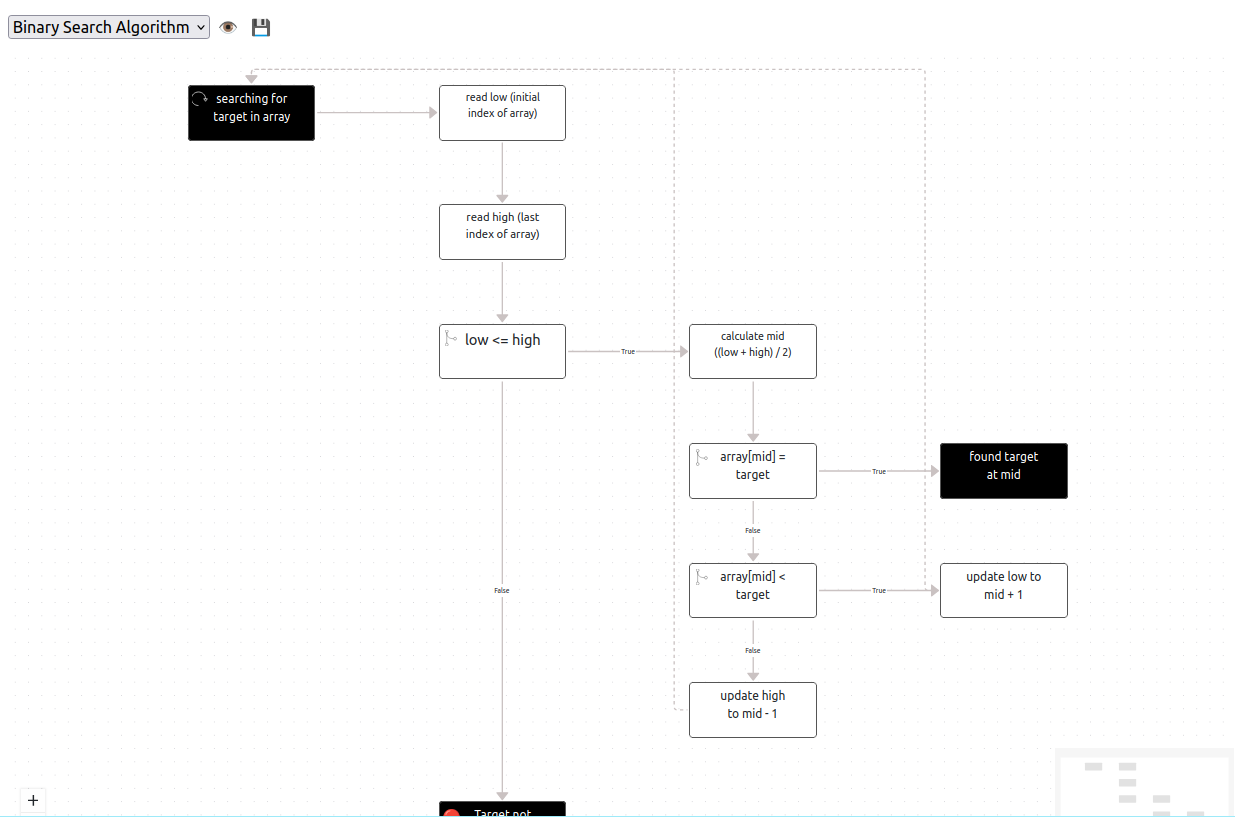 Binary Search Algorithm
searching for
target in array
read low (initial
index of array)
read high (last
index of array)
low <= high
True
calculate mid
((low + high) / 2)
array[mid] =
target
True
found target
at mid
False
array[mid] <
target
True
update low to
mid + 1
False
False
update high
to mid - 1
+
Target not